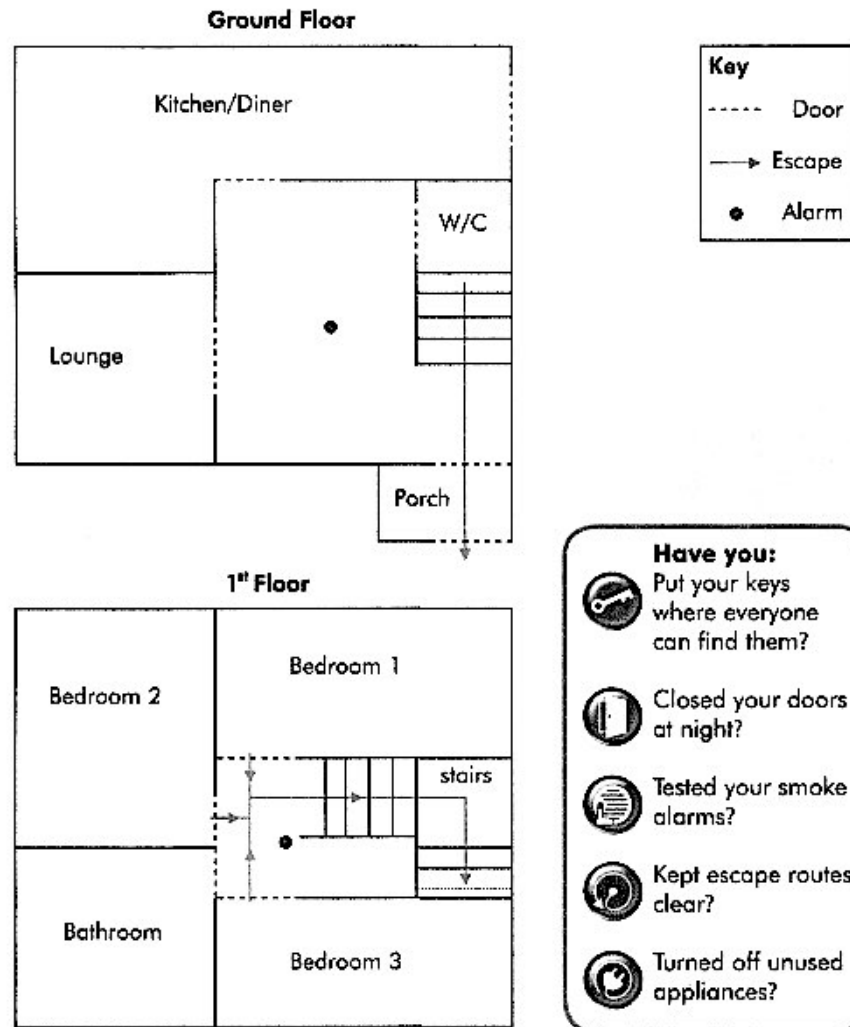 Ground Floor
Kitchen/Diner
W/C
Lounge
Porch
Key
Door
Escape
Alarm
1st Floor
Bedroom 1
Bedroom 2
stairs
Bathroom
Bedroom 3
Have you:
Put your keys
where everyone
can find them?
Closed your doors
at night?
Tested your smoke
alarms?
Kept escape routes
clear?
Turned off unused
appliances?